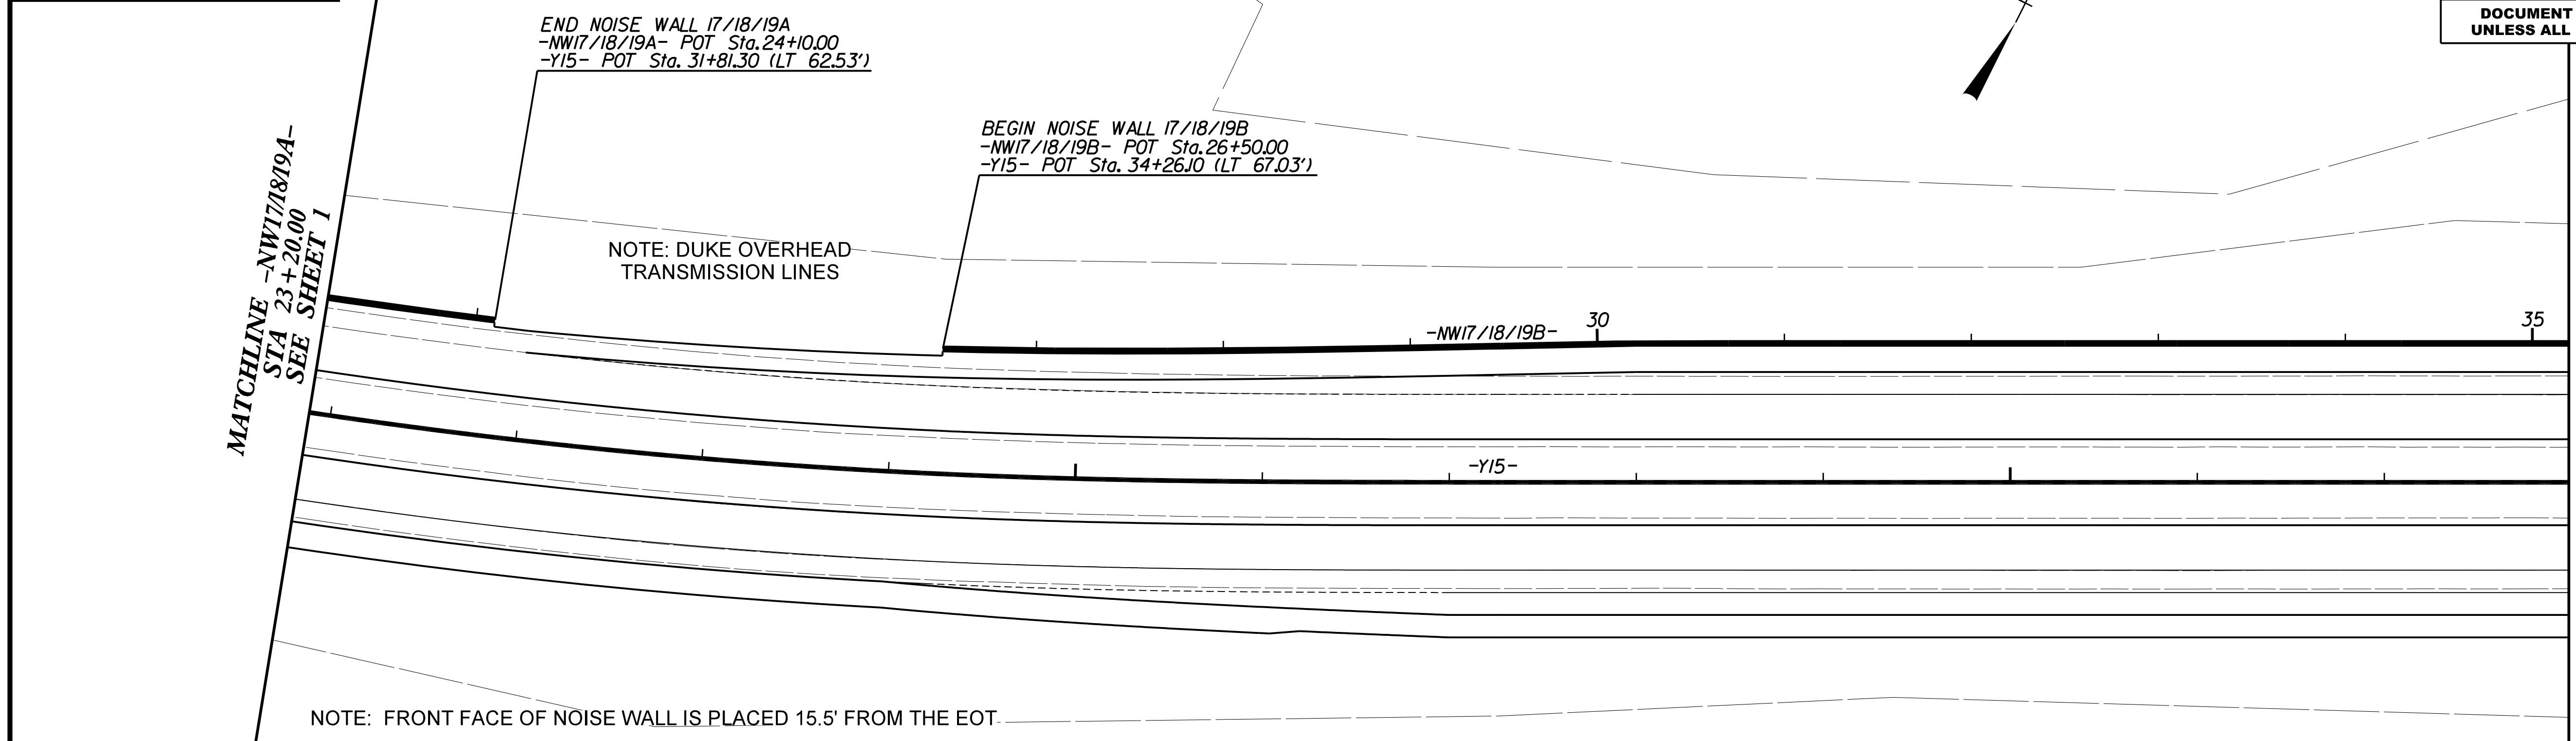 DOCUMENT
UNLESS ALL
END NOISE WALL 17/18/19A
-NW17/18/19A- POT Sta.24+10.00
-Y15- POT Sta.31+81.30 (LT 62.53')
BEGIN NOISE WALL 17/18/19B
-NW17/18/19B- POT Sta.26+50.00
-Y15- POT Sta.34+26.10 (LT 67.03')
MATCHLINE -NW17/18/19A-
STA 23+20.00
SEE SHEET 1
NOTE: DUKE OVERHEAD
TRANSMISSION LINES
-NW17/18/19B-
30
35
-Y15-
NOTE: FRONT FACE OF NOISE WALL IS PLACED 15.5' FROM THE EOT